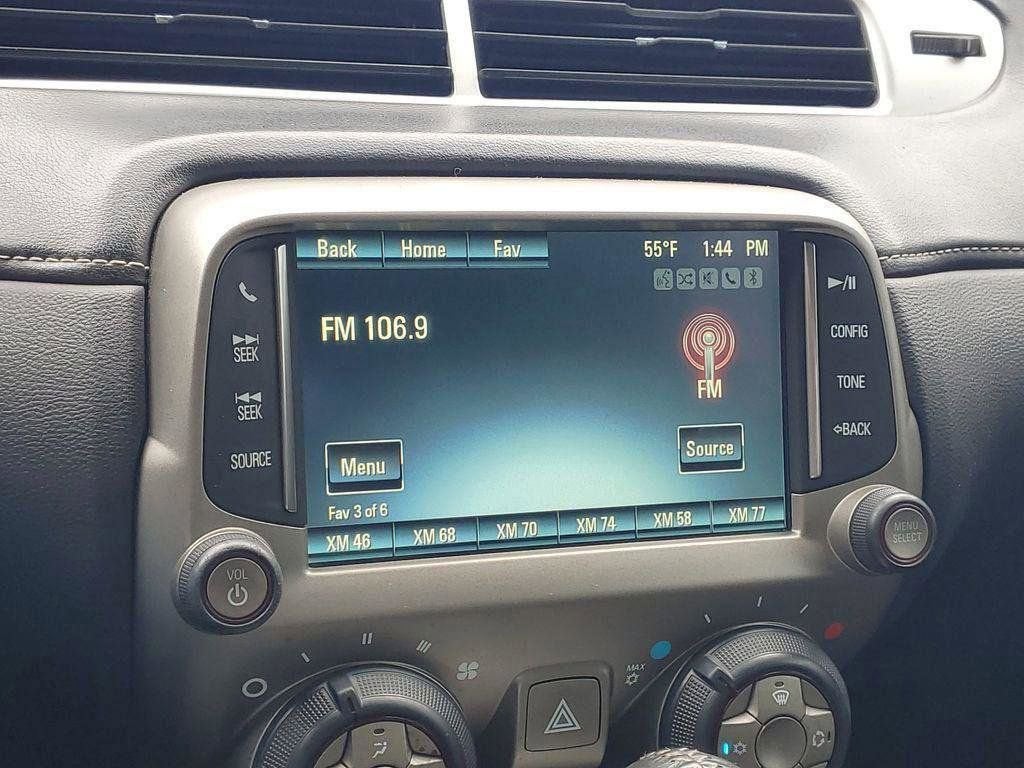 Back Home Fav 55°F 1:44 PM
FM 106.9
FM
Menu
Source
Fav 3 of 6
XM 46 XM 68 XM 70 XM 74 XM 58 XM 77
SEEK
SEEK
SOURCE
CONFIG
TONE
BACK
VOL
MENU
SELECT
MAX